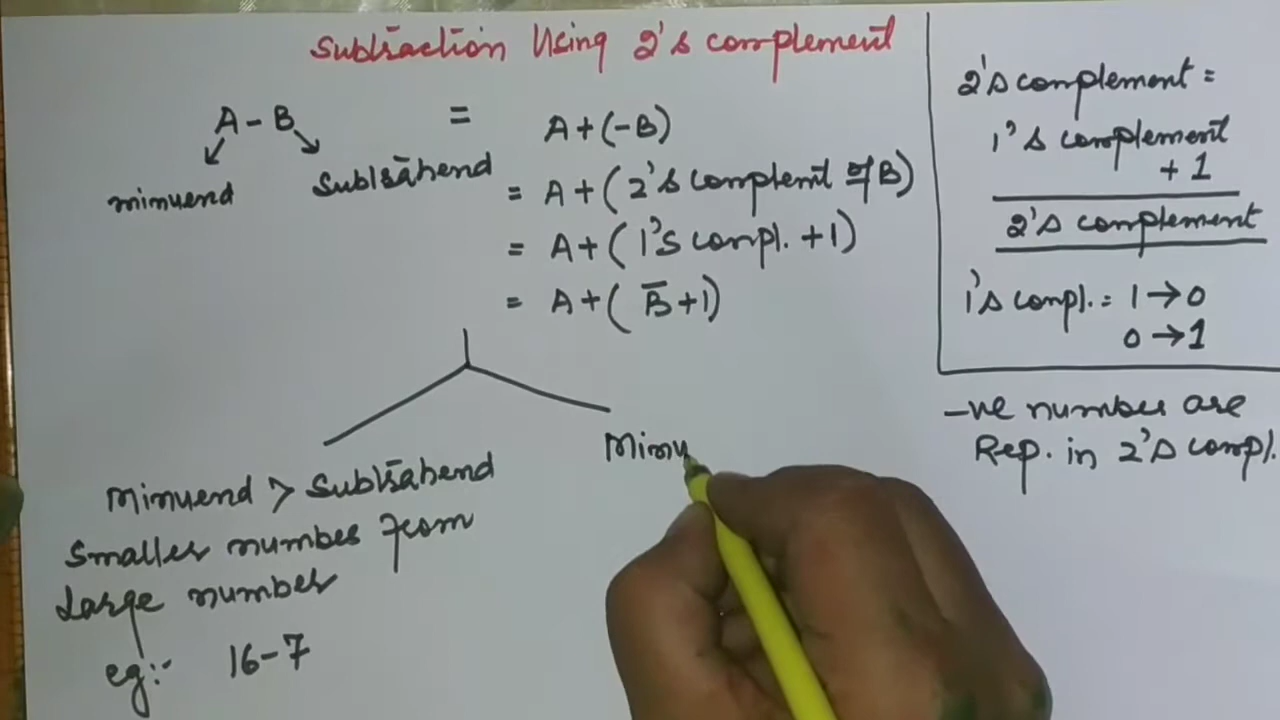 Subtraction Using 2's complement
A - B = A + (-B)
minuend Subtrahend
= A + (2's complemt of B)
= A + (1's compl. + 1)
= A + (B̅ + 1)
Minuend > Subtrahend
Smaller number from
Large number
eg:- 16-7
Minu
2's complement =
1's complement
+ 1
2's complement
1's compl. = 1 → 0
0 → 1
-ve number are
Rep. in 2's compl.